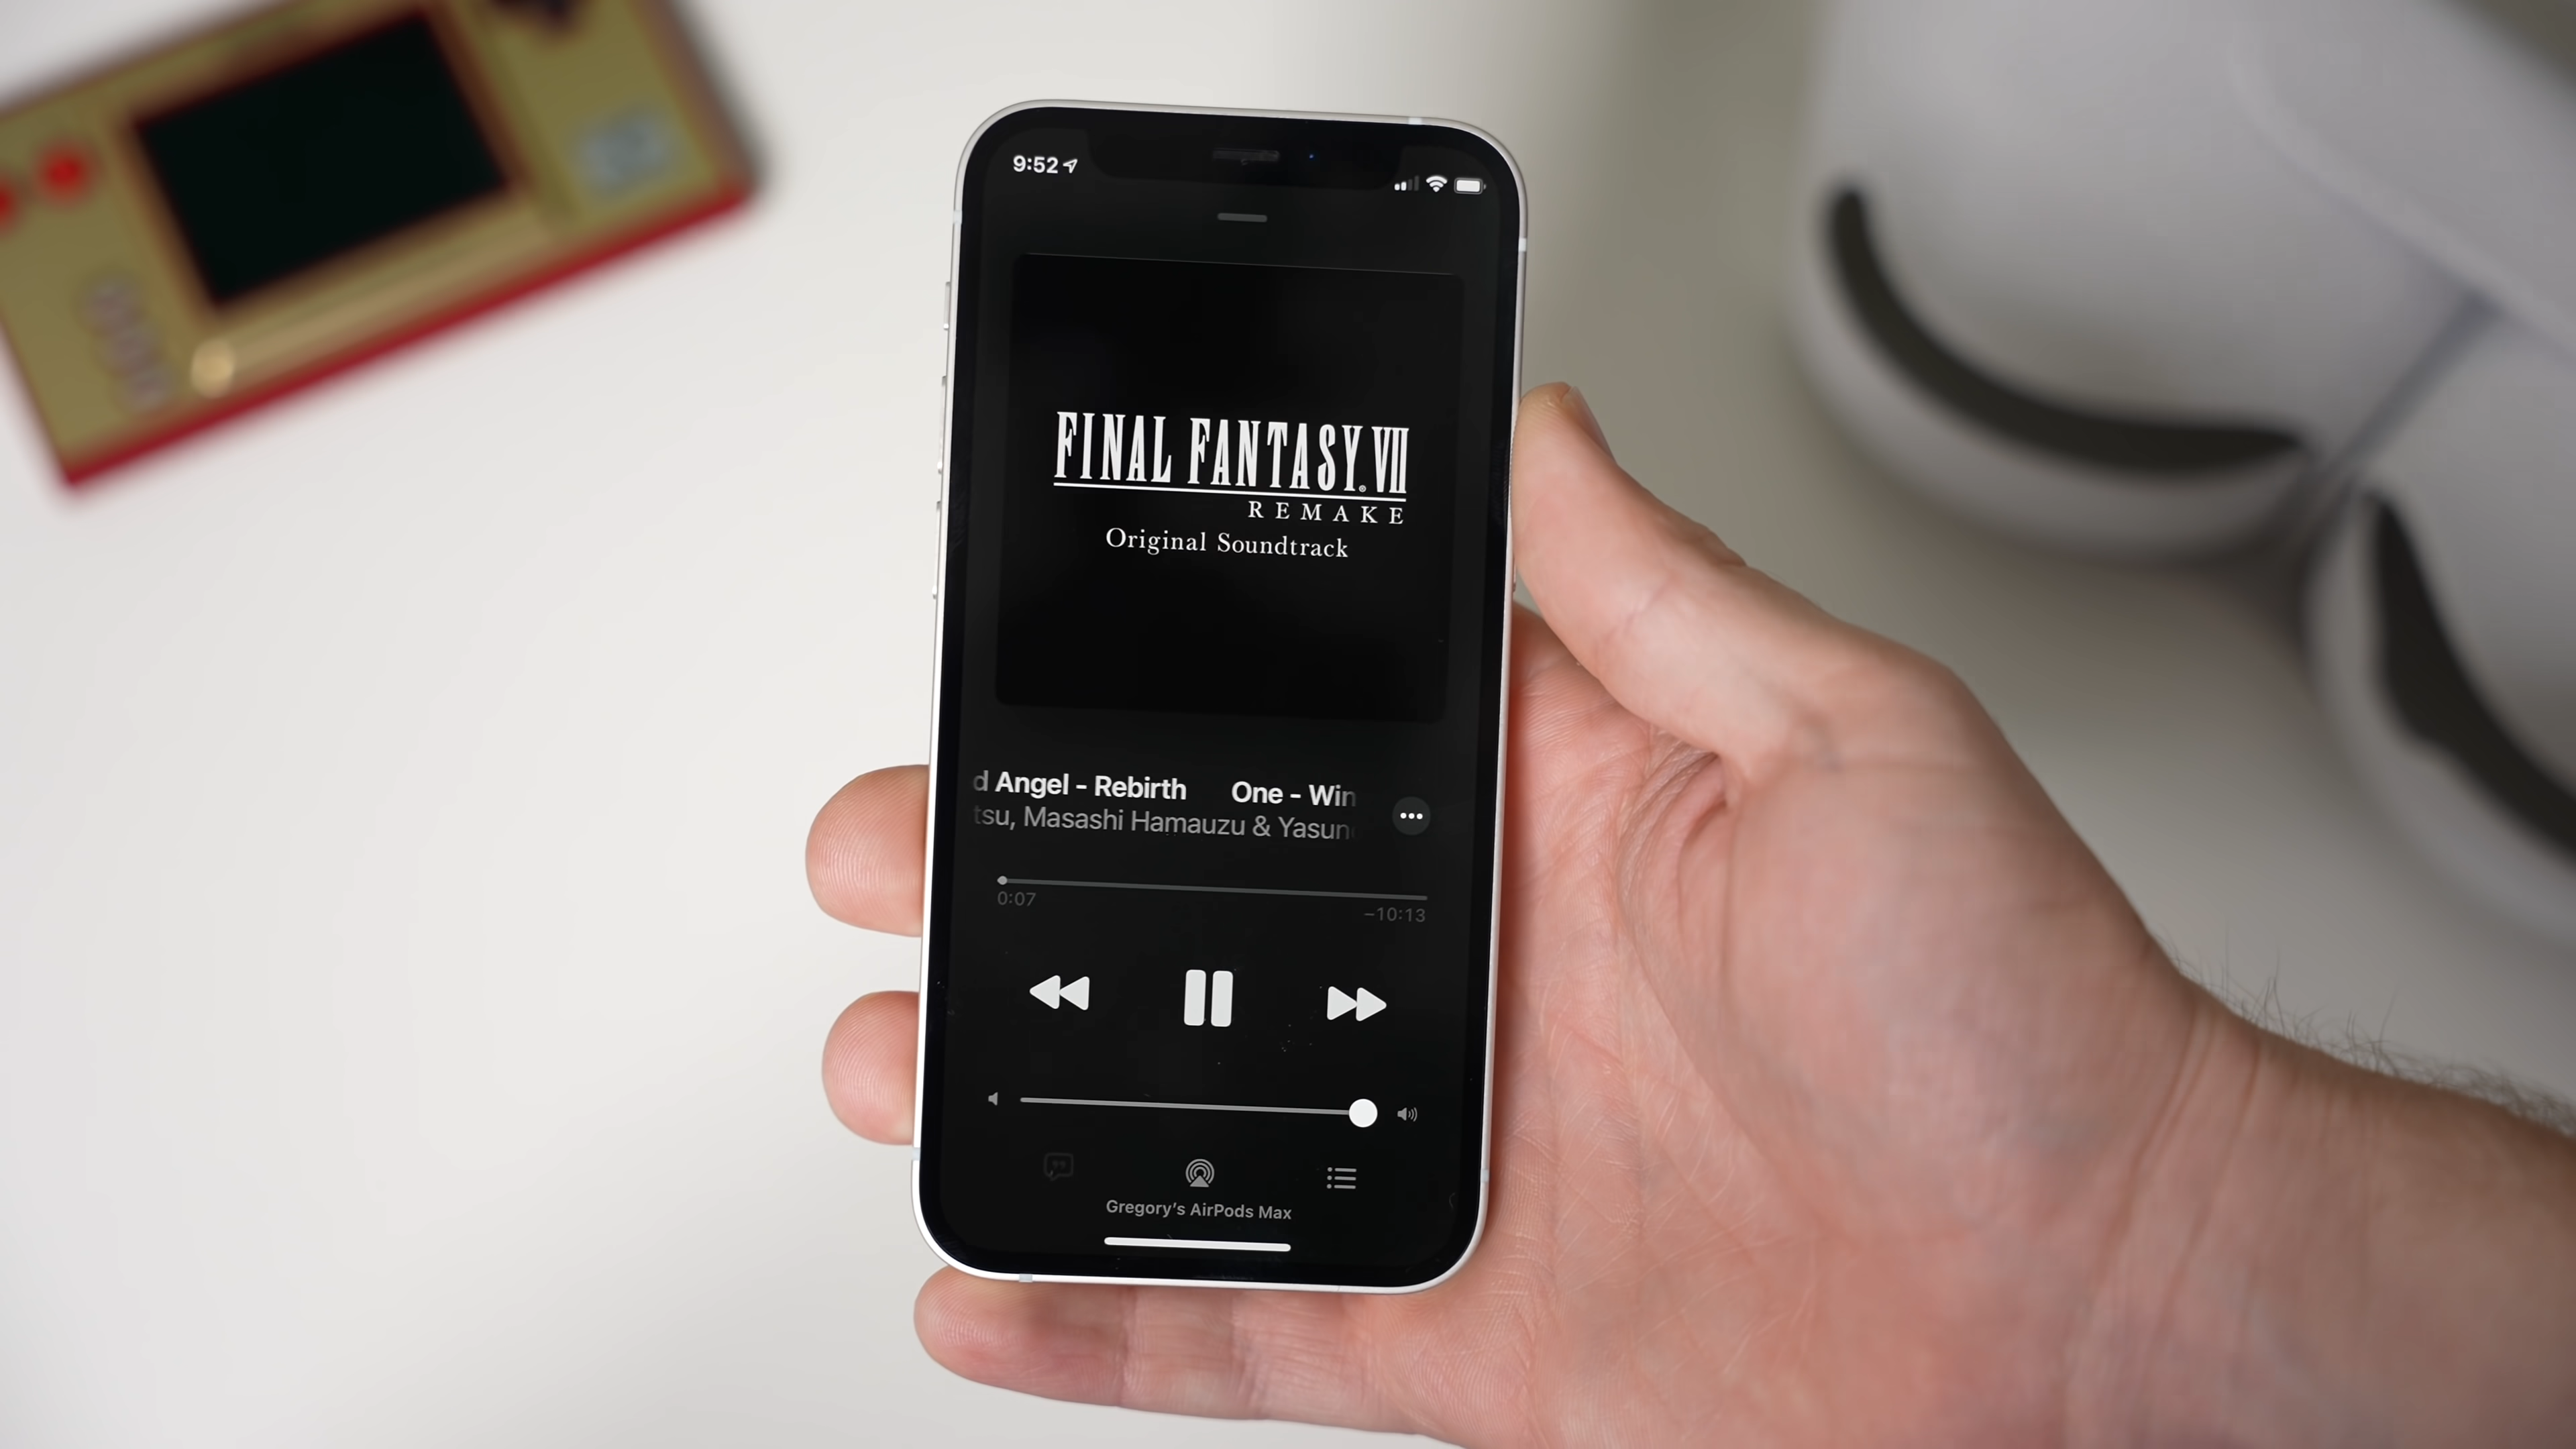 9:52
FINAL FANTASY® VII
REMAKE
Original Soundtrack
d Angel - Rebirth One - Win
tsu, Masashi Hamauzu & Yasun
0:07 -10:13
Gregory's AirPods Max